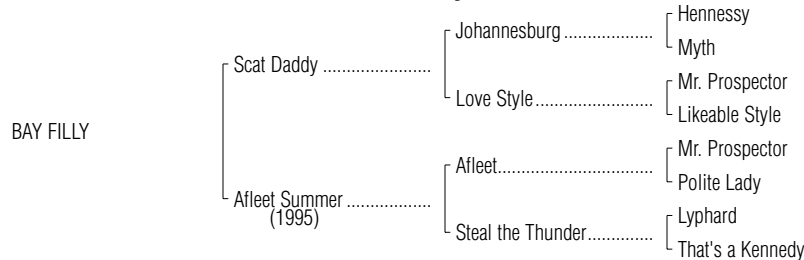 Hennessy
Johannesburg ...................
Myth
Scat Daddy .......................
Mr. Prospector
Love Style.........................
Likeable Style
BAY FILLY
Mr. Prospector
Afleet.................................
Polite Lady
Afleet Summer ..................
(1995)
Lyphard
Steal the Thunder..............
That's a Kennedy